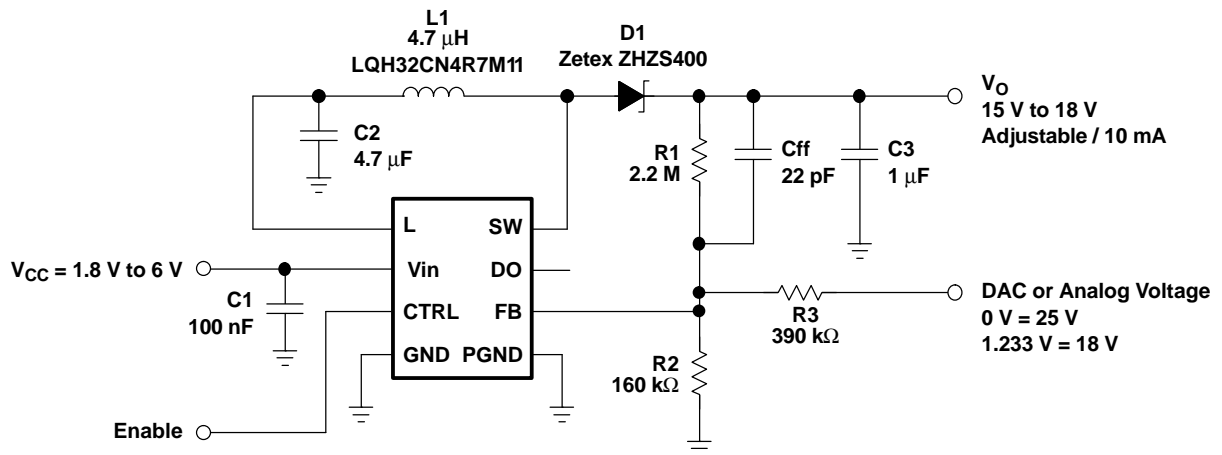 L1
4.7 μH
LQH32CN4R7M11
D1
Zetex ZHZS400
C2
4.7 μF
R1
2.2 M
Cff
22 pF
C3
1 μF
VO
15 V to 18 V
Adjustable / 10 mA
L
SW
VCC = 1.8 V to 6 V
Vin
DO
C1
100 nF
CTRL
FB
GND
PGND
R3
390 kΩ
DAC or Analog Voltage
0 V = 25 V
1.233 V = 18 V
R2
160 kΩ
Enable